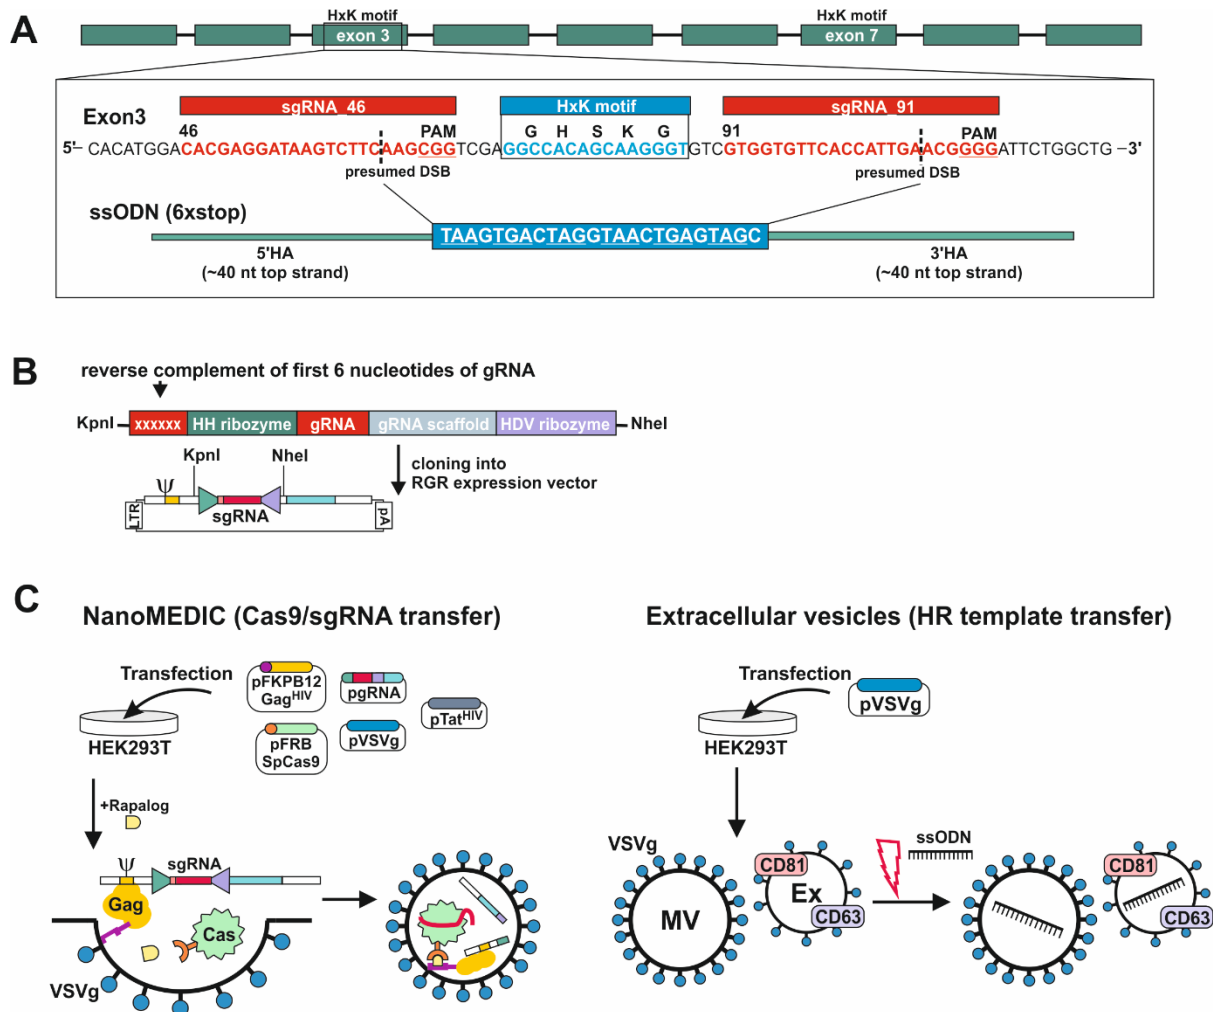 A
HxK motif
HxK motif
exon 3
exon 7
sgRNA_46
HxK motif
sgRNA_91
Exon3
46
PAM
G H S K G
91
PAM
5'– CACATGGACACGAGGATAAGTCTTCAAGCGGTCGAGGCCACAGCAAGGGTGTCGTGGTGTTCACCATTGAACGGGGATTCTGGCTG –3'
presumed DSB
presumed DSB
ssODN (6xstop)
TAAGTGACTAGGTAACTGAGTAGC
5'HA
(~40 nt top strand)
3'HA
(~40 nt top strand)
B
reverse complement of first 6 nucleotides of gRNA
KpnI
xxxxxx
HH ribozyme
gRNA
gRNA scaffold
HDV ribozyme
NheI
KpnI
NheI
cloning into
RGR expression vector
Ψ
LTR
sgRNA
pA
C
NanoMEDIC (Cas9/sgRNA transfer)
Extracellular vesicles (HR template transfer)
Transfection
pFKPB12
GagHIV
pgRNA
pTatHIV
HEK293T
pFRB
SpCas9
pVSVg
+Rapalog
Ψ
sgRNA
Gag
Cas
VSVg
Transfection
pVSVg
HEK293T
VSVg
MV
CD81
Ex
CD63
ssODN
CD81
CD63